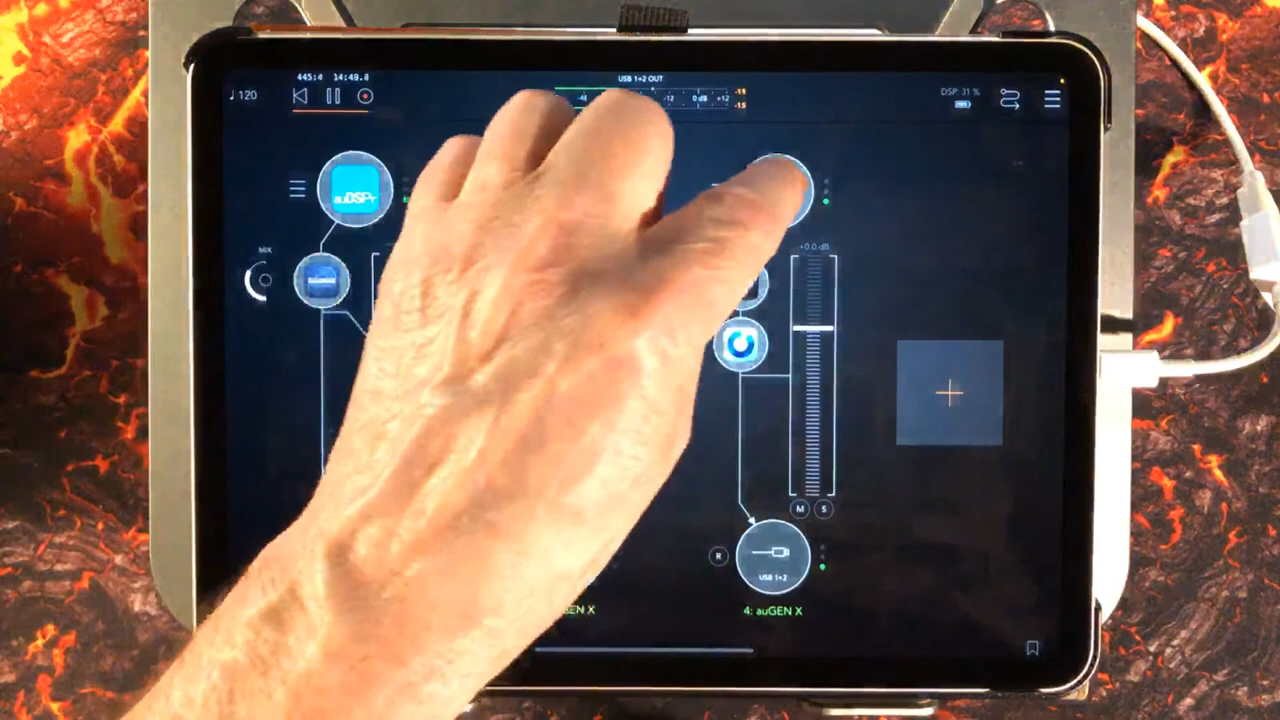 445:4 14:49.8
USB 1+2 OUT
♩120
-48 -12 0 dB +12
-19
-15
DSP: 31 %
auDSPr
MIX
+0.0 dB
M S
R
USB 1+2
EN X
4: auGEN X